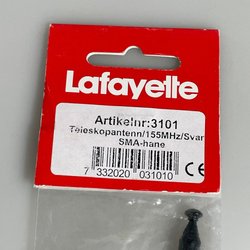 Lafayette
Artikelnr:3101
Teleskopantenn/155MHz/Svart
SMA-hane
7 332020 031010
CE